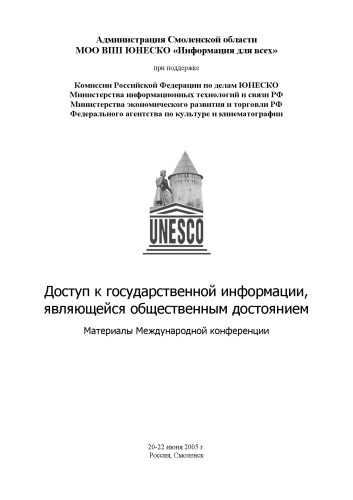 Администрация Смоленской области
МОО ВПП ЮНЕСКО «Информация для всех»
при поддержке
Комиссии Российской Федерации по делам ЮНЕСКО
Министерства информационных технологий и связи РФ
Министерства экономического развития и торговли РФ
Федерального агентства по культуре и кинематографии
UNESCO
Доступ к государственной информации,
являющейся общественным достоянием
Материалы Международной конференции
20-22 июня 2005 г.
Россия, Смоленск